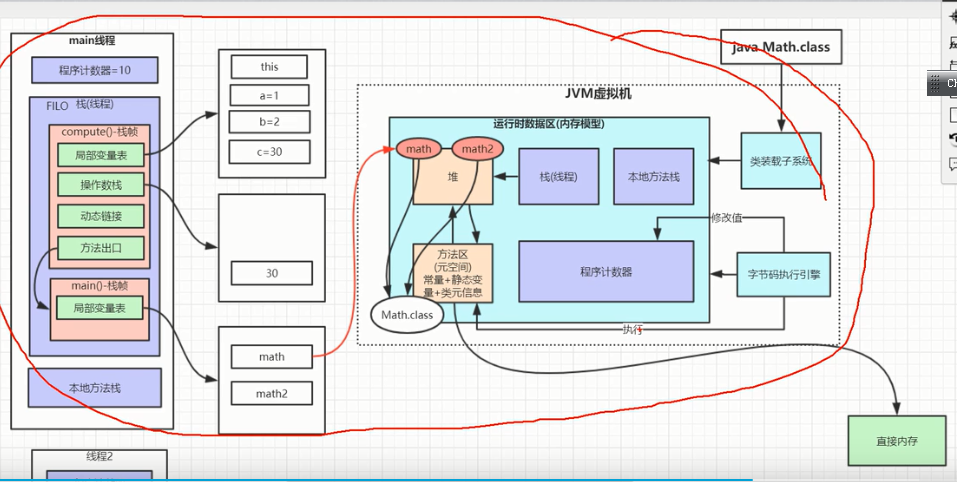 main线程
程序计数器=10
FILO 栈(线程)
compute()-栈帧
局部变量表
操作数栈
动态链接
方法出口
main()-栈帧
局部变量表
本地方法栈
线程2
this
a=1
b=2
c=30
30
math
math2
java Math.class
JVM虚拟机
运行时数据区(内存模型)
math
math2
堆
栈(线程)
本地方法栈
类装载子系统
修改值
方法区
(元空间)
常量+静态变
量+类元信息
程序计数器
字节码执行引擎
Math.class
执行
直接内存